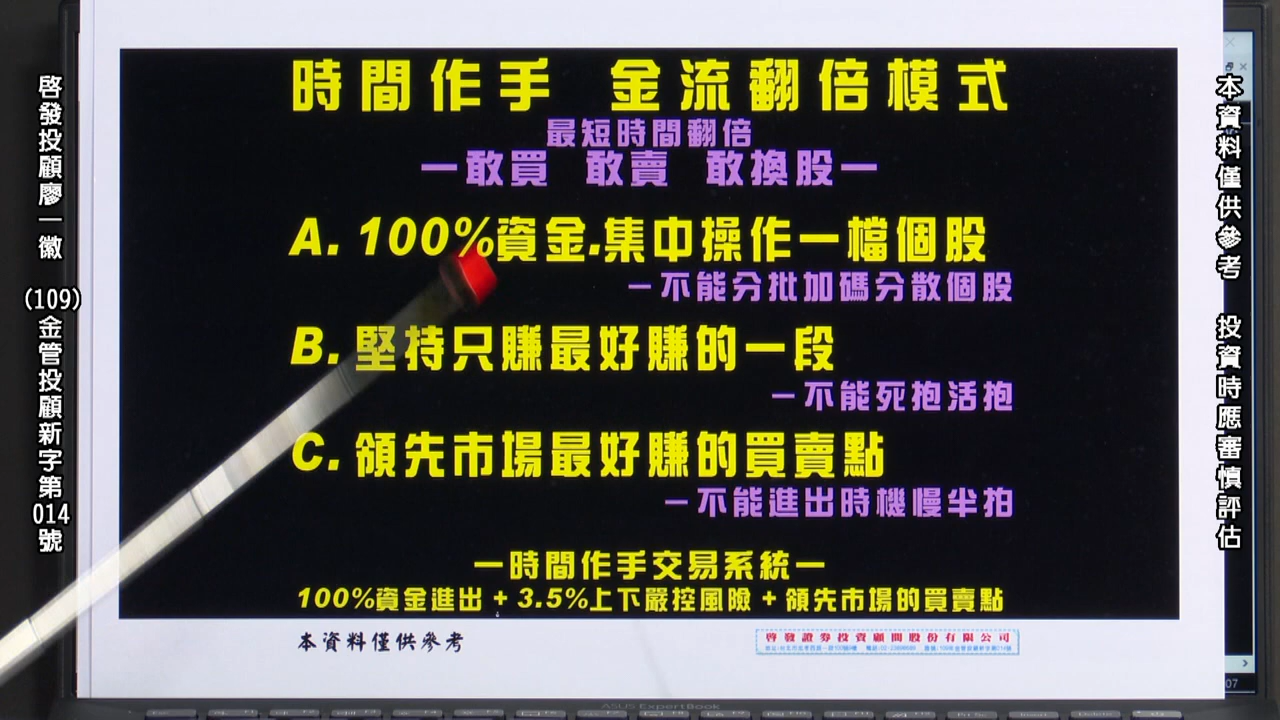 時間作手 金流翻倍模式
最短時間翻倍
—敢買 敢賣 敢換股—
A. 100%資金.集中操作一檔個股
—不能分批加碼分散個股
B. 堅持只賺最好賺的一段
—不能死抱活抱
C. 領先市場最好賺的買賣點
—不能進出時機慢半拍
—時間作手交易系統—
100%資金進出 + 3.5%上下嚴控風險 + 領先市場的買賣點
本資料僅供參考
啓發證券投資顧問股份有限公司
啓發投顧廖一徽 (109)金管投顧新字第014號
本資料僅供參考 投資時應審慎評估
ASUS ExpertBook
07